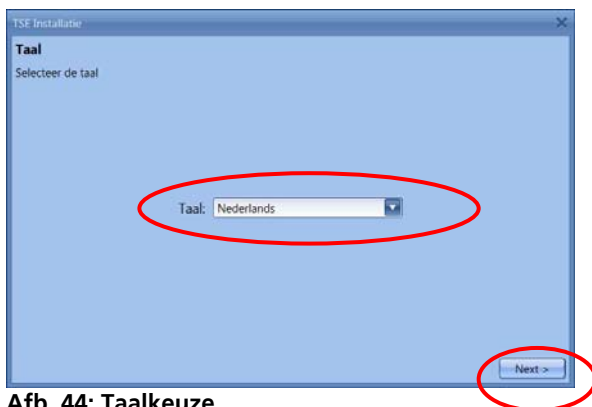 TSE Installatie
Taal
Selecteer de taal
Taal: Nederlands
Next >
Afb. 44: Taalkeuze